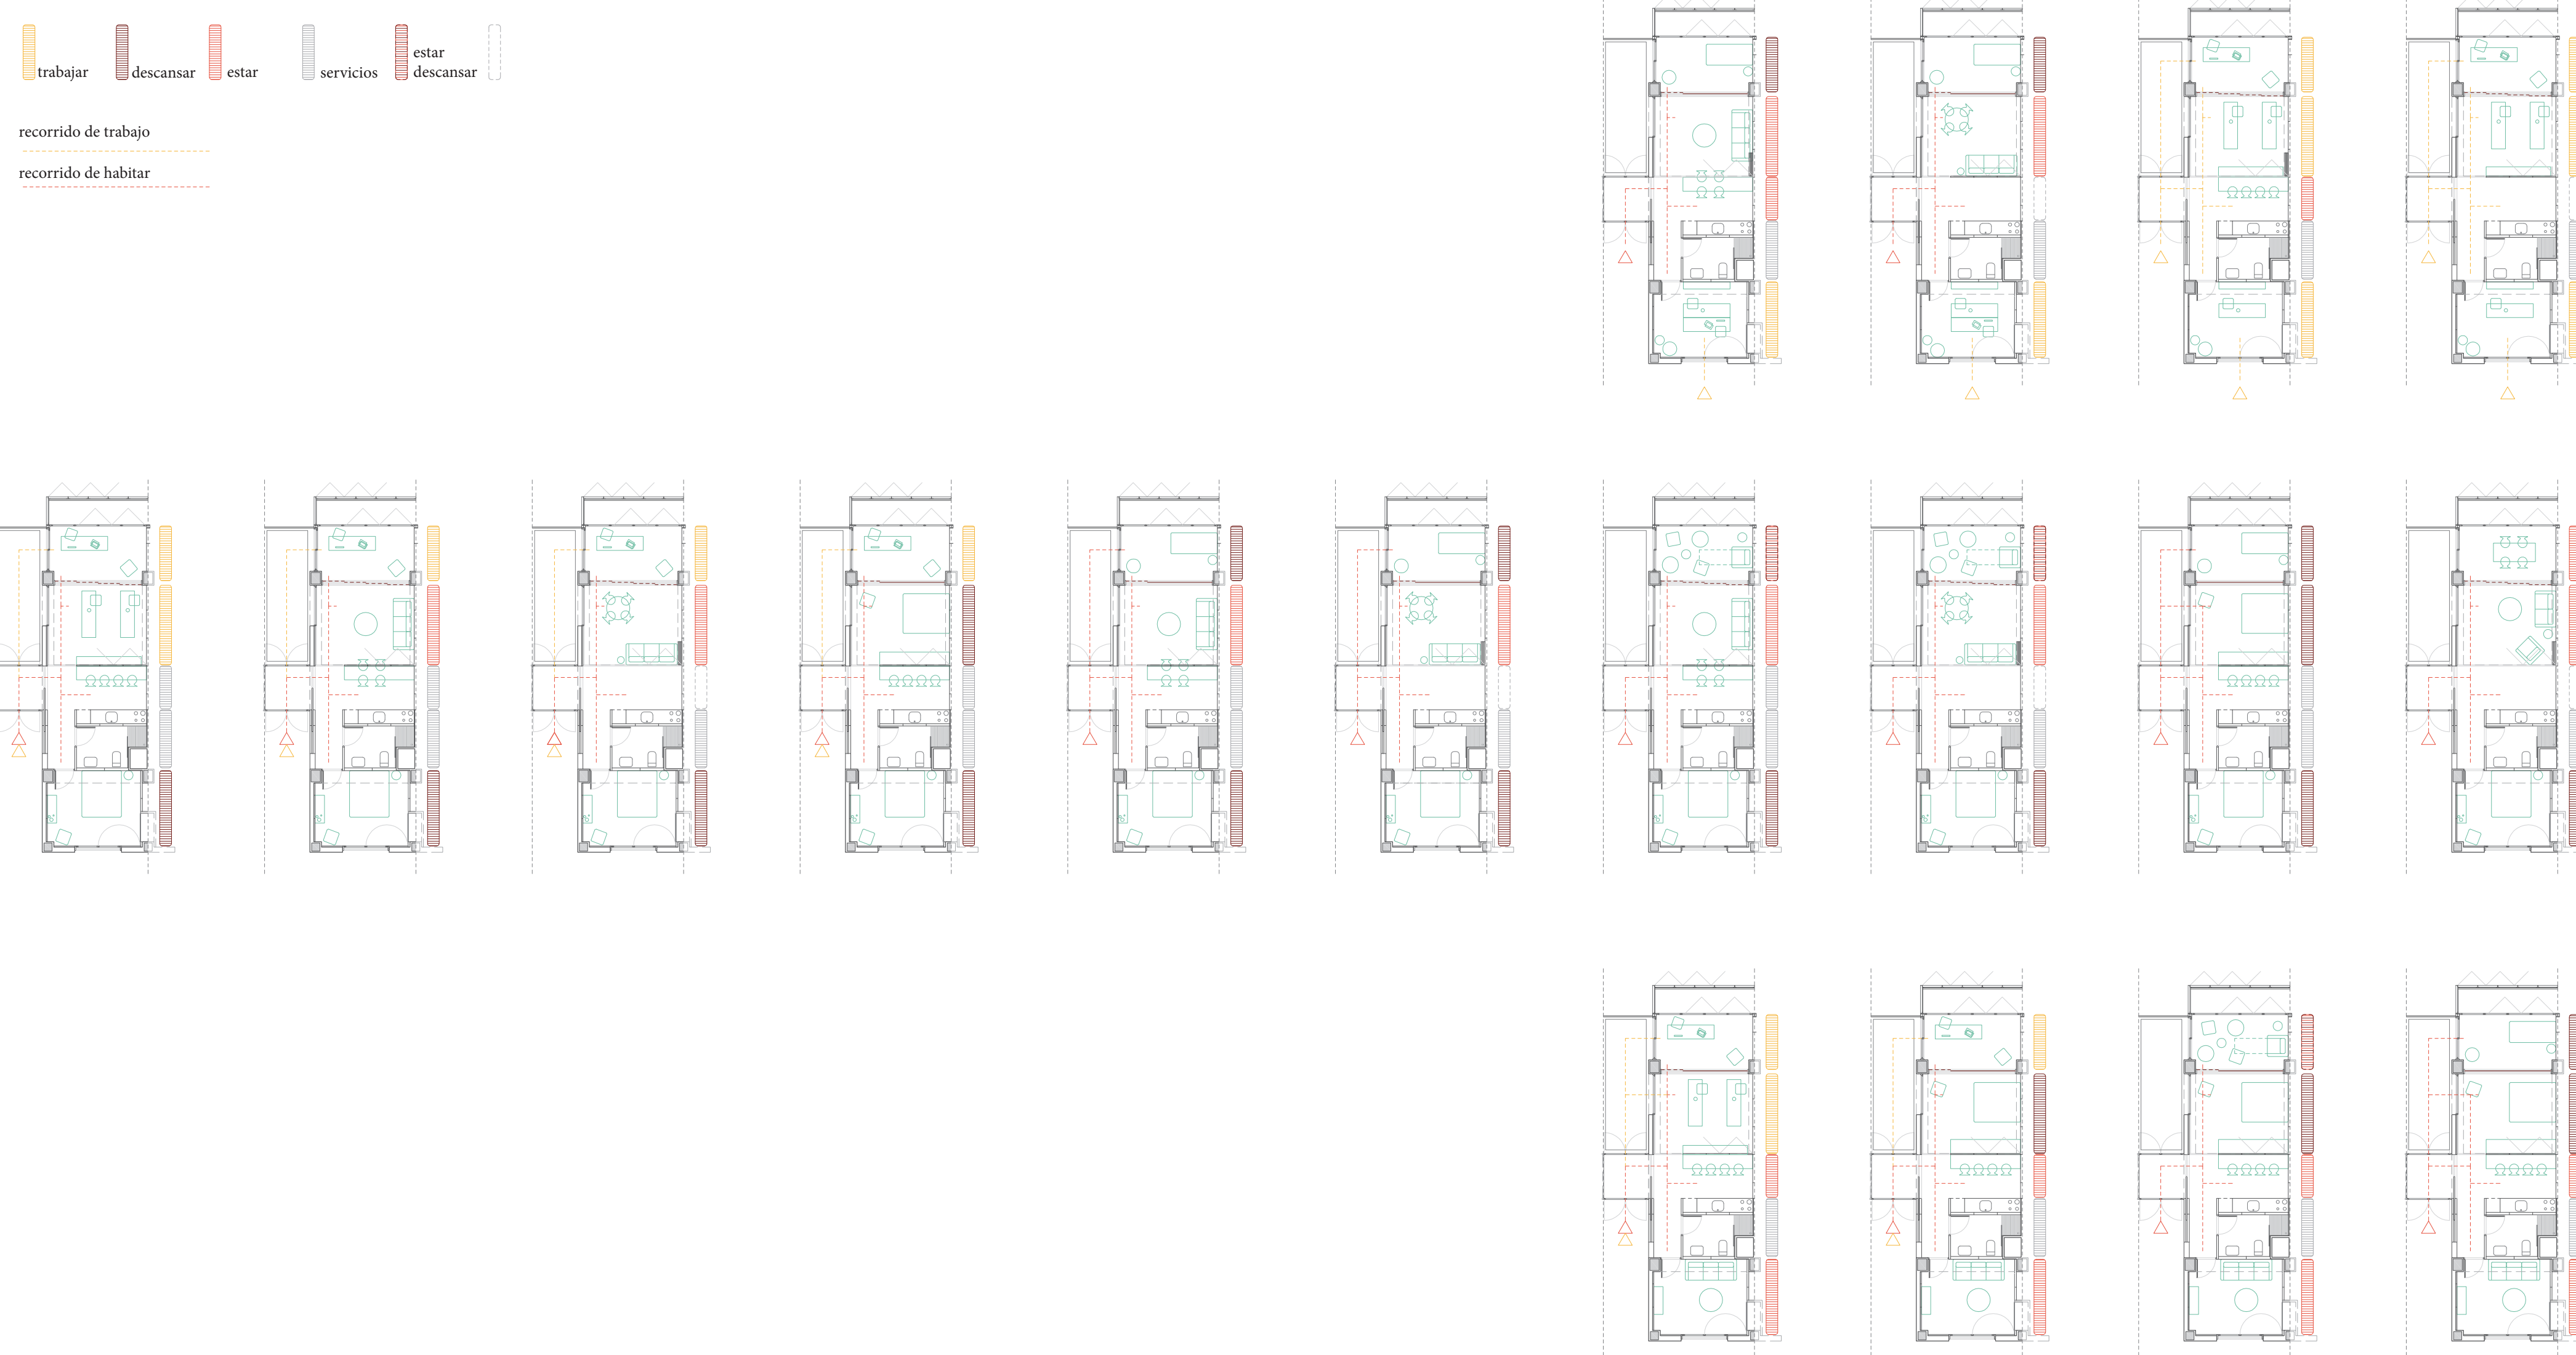 trabajar
descansar
estar
servicios
estar
descansar
recorrido de trabajo
recorrido de habitar